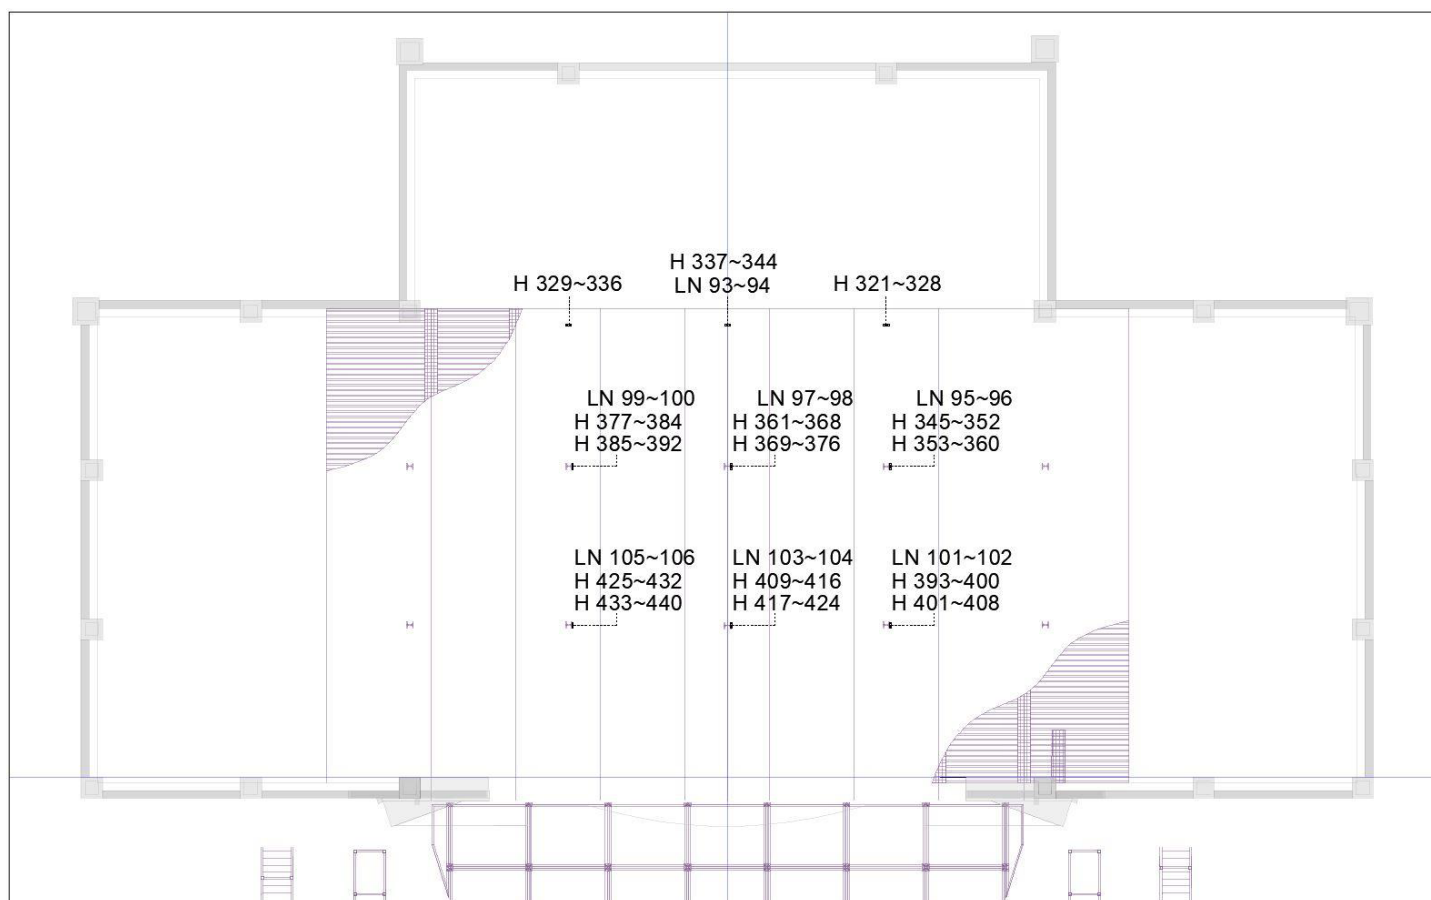 H 337~344
H 329~336
LN 93~94
H 321~328
LN 99~100
H 377~384
H 385~392
LN 97~98
H 361~368
H 369~376
LN 95~96
H 345~352
H 353~360
LN 105~106
H 425~432
H 433~440
LN 103~104
H 409~416
H 417~424
LN 101~102
H 393~400
H 401~408